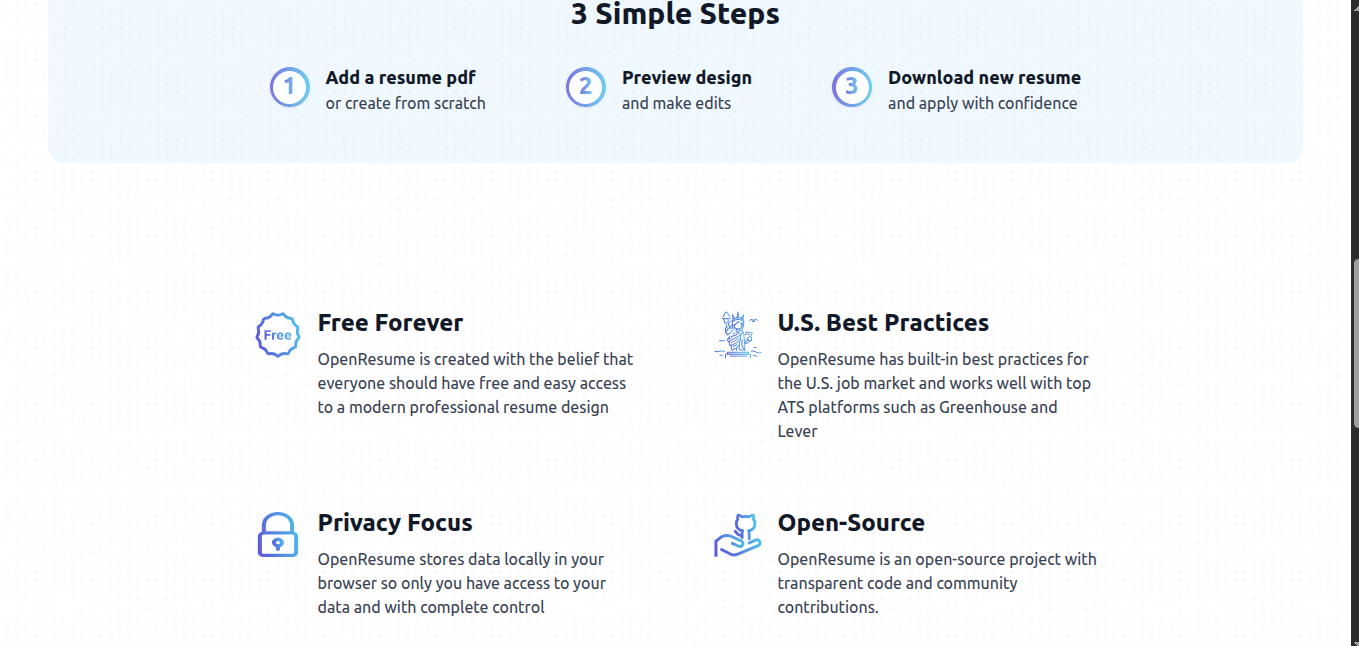 3 Simple Steps
1
Add a resume pdf
or create from scratch
2
Preview design
and make edits
3
Download new resume
and apply with confidence
Free
Free Forever
OpenResume is created with the belief that
everyone should have free and easy access
to a modern professional resume design
U.S. Best Practices
OpenResume has built-in best practices for
the U.S. job market and works well with top
ATS platforms such as Greenhouse and
Lever
Privacy Focus
OpenResume stores data locally in your
browser so only you have access to your
data and with complete control
Open-Source
OpenResume is an open-source project with
transparent code and community
contributions.